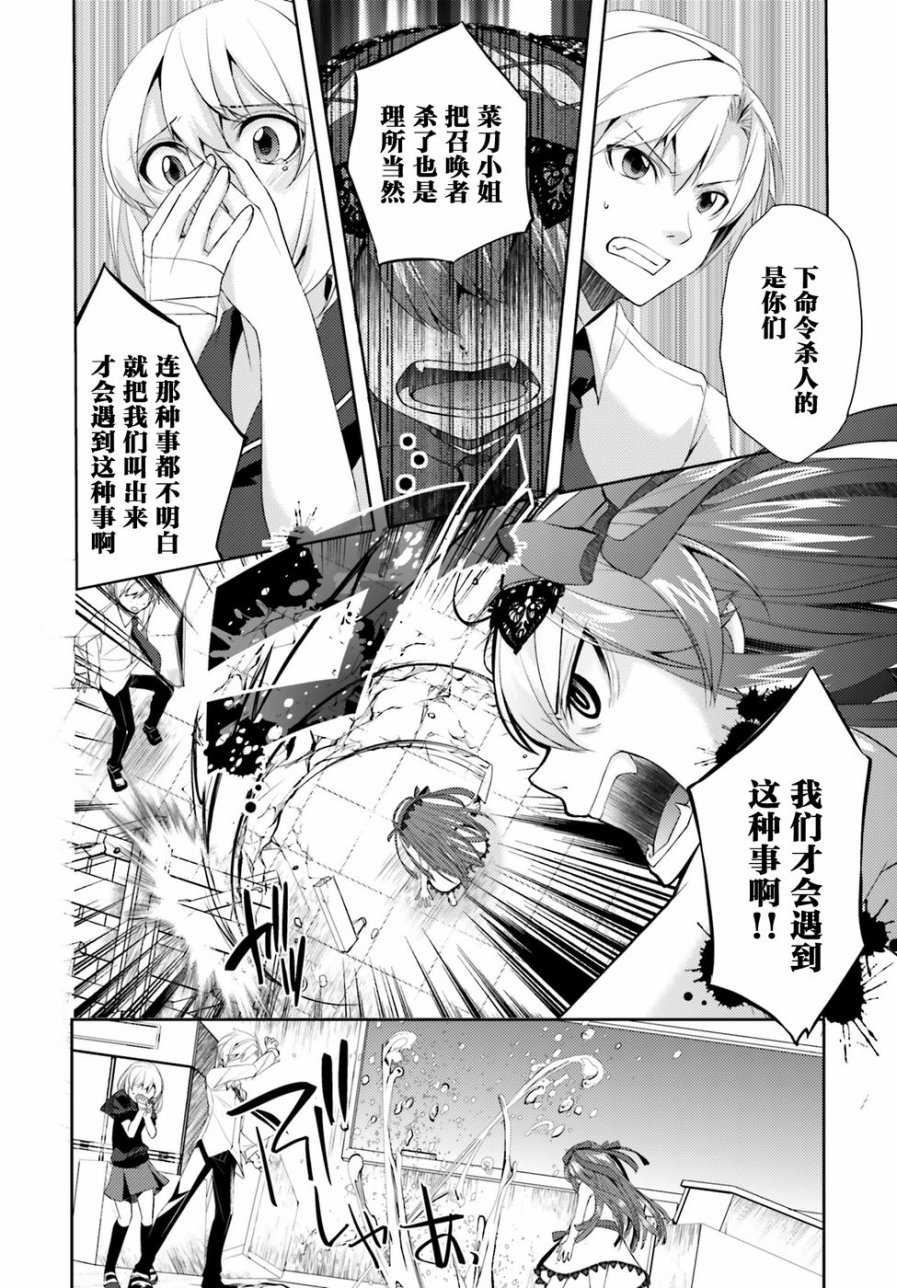 下命令杀人的
是你们
菜刀小姐
把召唤者
杀了也是
理所当然
连那种事都不明白
就把我们叫出来
才会遇到这种事啊
我们才会遇到
这种事啊!!